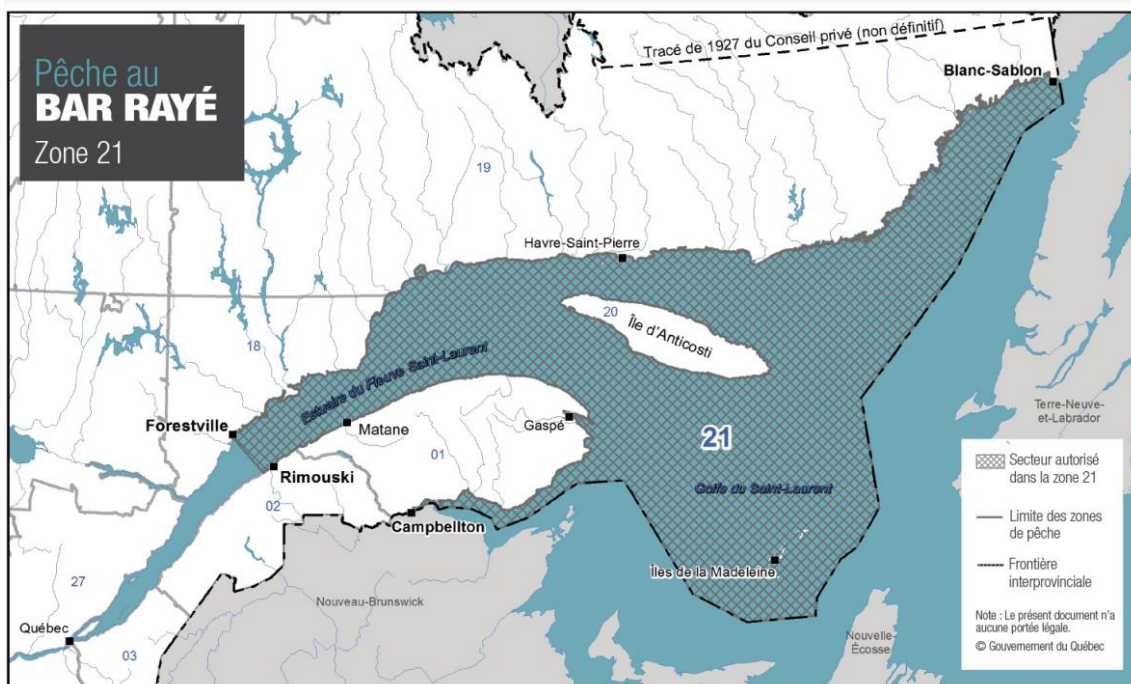 Pêche au
BAR RAYÉ
Zone 21
Tracé de 1927 du Conseil privé (non définitif)
Blanc-Sablon
19
Havre-Saint-Pierre
20
Île d'Anticosti
18
Estuaire du Fleuve Saint-Laurent
Forestville
Matane
Gaspé
01
21
Terre-Neuve-
et-Labrador
Rimouski
02
Golfe du Saint-Laurent
Campbellton
Îles de la Madeleine
27
Nouveau-Brunswick
Québec
03
Nouvelle-
Écosse
Secteur autorisé
dans la zone 21
Limite des zones
de pêche
Frontière
interprovinciale
Note : Le présent document n'a
aucune portée légale.
© Gouvernement du Québec